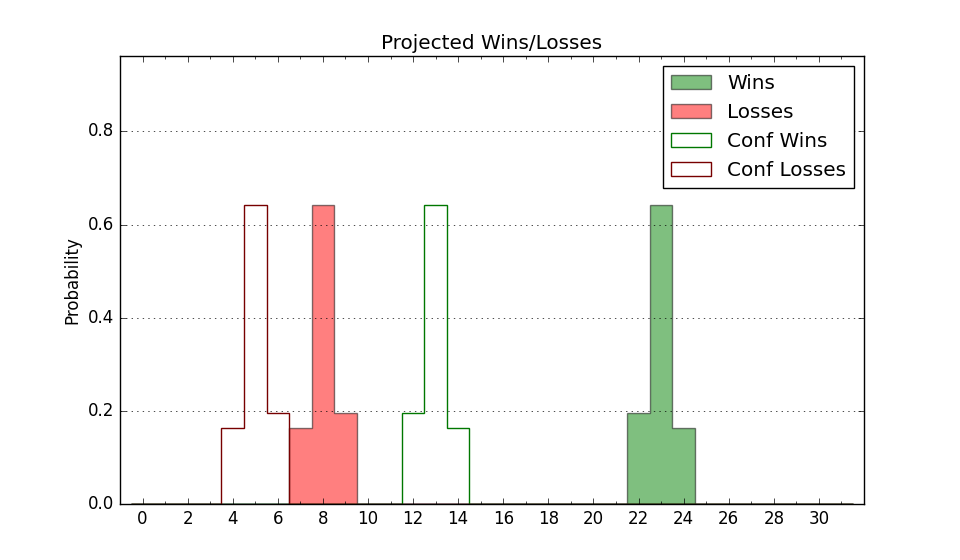 Projected Wins/Losses
Wins
Losses
Conf Wins
Conf Losses
Probability
0.8
0.6
0.4
0.2
0.0
0 2 4 6 8 10 12 14 16 18 20 22 24 26 28 30